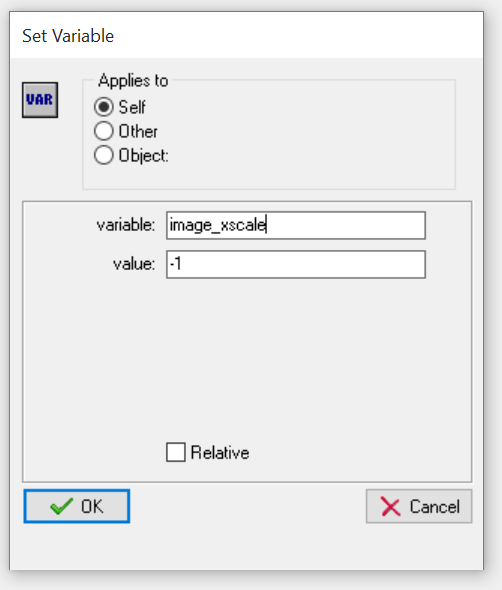 Set Variable
Applies to
VAR
Self
Other
Object:
variable: image_xscale
value: -1
Relative
OK Cancel